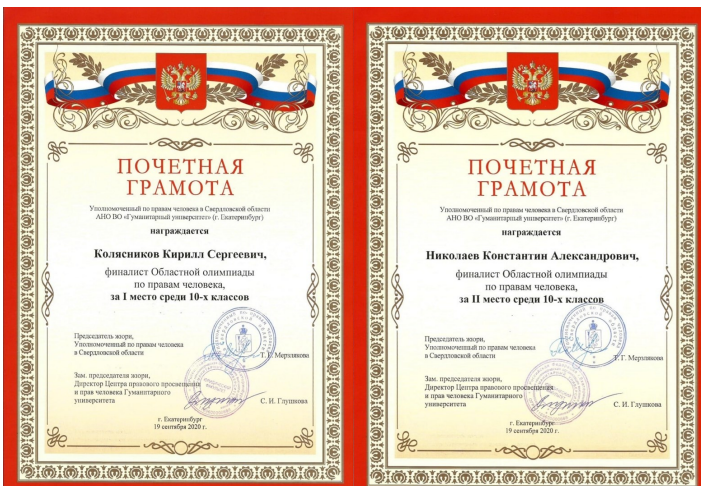 ПОЧЕТНАЯ
ГРАМОТА
Уполномоченный по правам человека в Свердловской области
АНО ВО «Гуманитарный университет» (г. Екатеринбург)
награждается
Колясников Кирилл Сергеевич,
финалист Областной олимпиады
по правам человека,
за I место среди 10-х классов
Председатель жюри,
Уполномоченный по правам человека
в Свердловской области
Т. Г. Мерзлякова
Зам. председателя жюри,
Директор Центра правового просвещения
и прав человека Гуманитарного
университета
С. И. Глушкова
г. Екатеринбург
19 сентября 2020 г.
ПОЧЕТНАЯ
ГРАМОТА
Уполномоченный по правам человека в Свердловской области
АНО ВО «Гуманитарный университет» (г. Екатеринбург)
награждается
Николаев Константин Александрович,
финалист Областной олимпиады
по правам человека,
за II место среди 10-х классов
Председатель жюри,
Уполномоченный по правам человека
в Свердловской области
Т. Г. Мерзлякова
Зам. председателя жюри,
Директор Центра правового просвещения
и прав человека Гуманитарного
университета
С. И. Глушкова
г. Екатеринбург
19 сентября 2020 г.